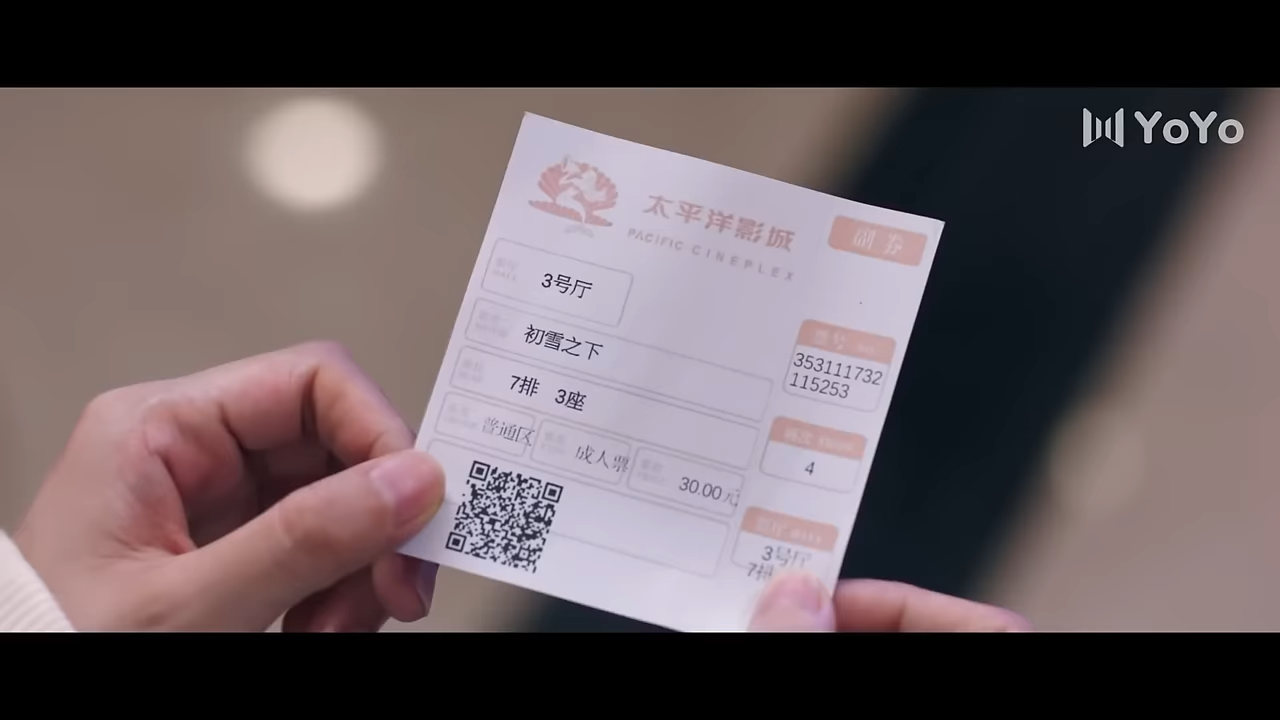 YoYo
太平洋影城
PACIFIC CINEPLEX
副券
3号厅
初雪之下
7排 3座
普通区
成人票
30.00元
票号
353111732
115253
4
3号厅
7排